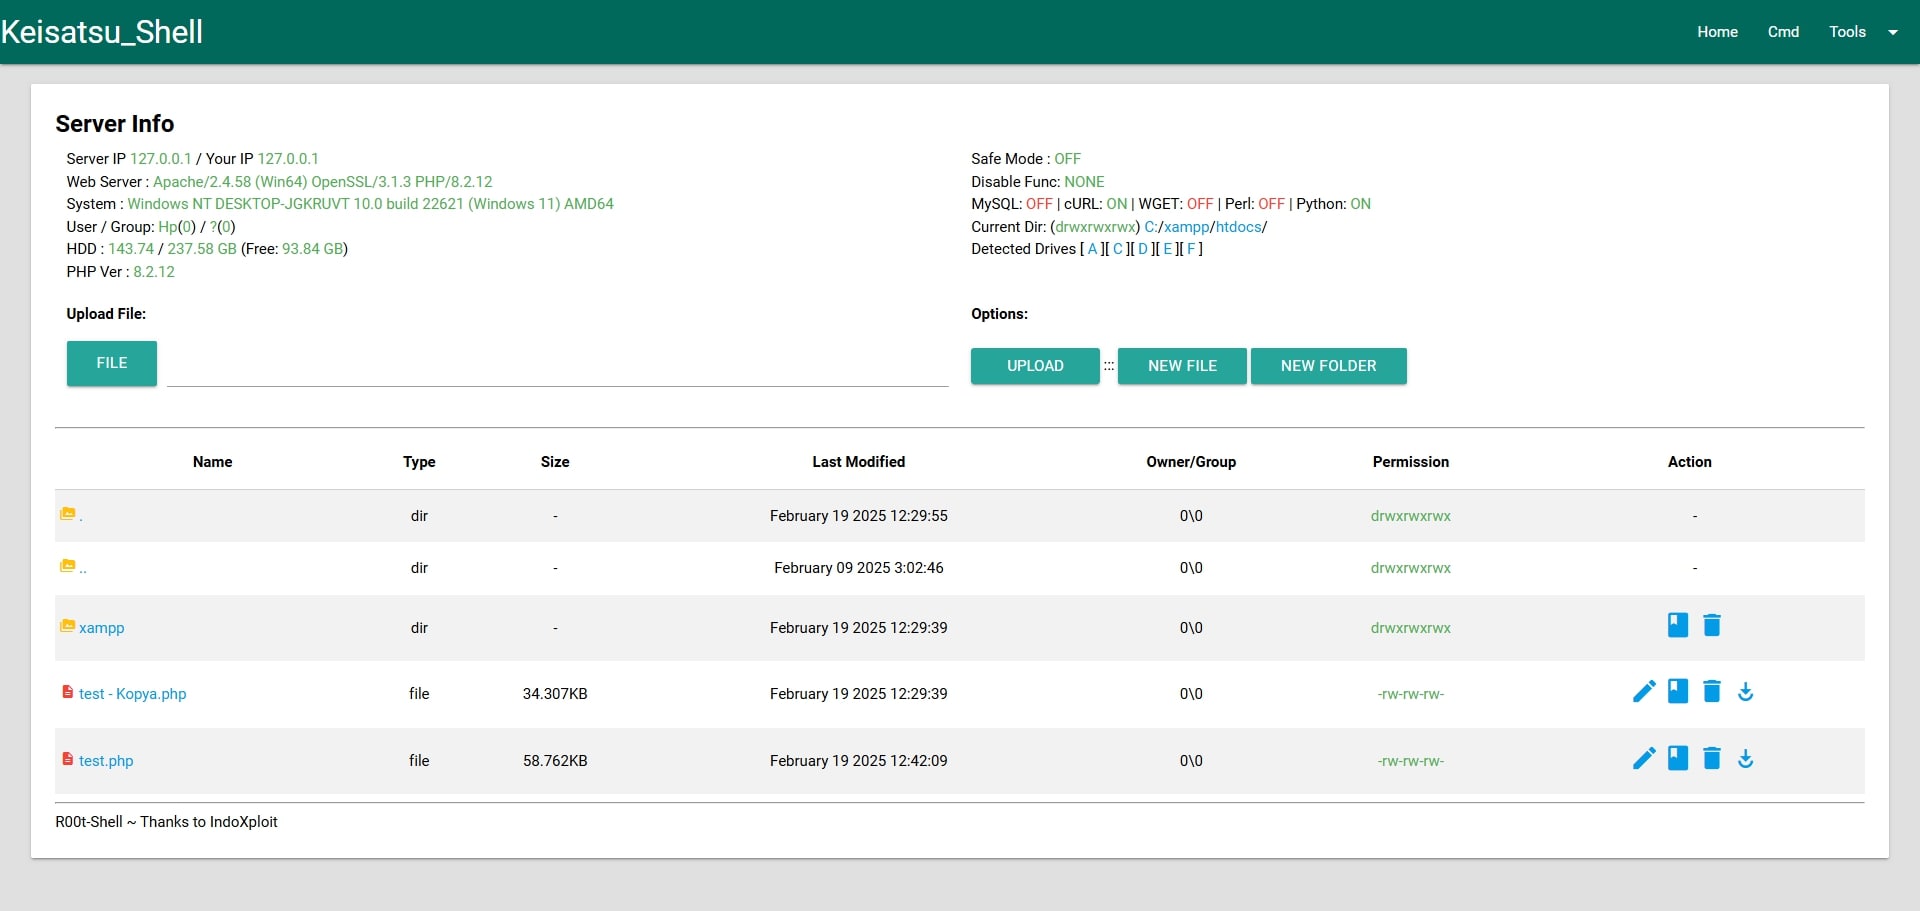 Keisatsu_Shell
Home Cmd Tools
Server Info
Server IP 127.0.0.1 / Your IP 127.0.0.1
Web Server : Apache/2.4.58 (Win64) OpenSSL/3.1.3 PHP/8.2.12
System : Windows NT DESKTOP-JGKRUVT 10.0 build 22621 (Windows 11) AMD64
User / Group: Hp(0) / ?(0)
HDD : 143.74 / 237.58 GB (Free: 93.84 GB)
PHP Ver : 8.2.12
Safe Mode : OFF
Disable Func: NONE
MySQL: OFF | cURL: ON | WGET: OFF | Perl: OFF | Python: ON
Current Dir: (drwxrwxrwx) C:/xampp/htdocs/
Detected Drives [ A ][ C ][ D ][ E ][ F ]
Upload File:
FILE
Options:
UPLOAD ::: NEW FILE NEW FOLDER
Name Type Size Last Modified Owner/Group Permission Action
. dir - February 19 2025 12:29:55 0\0 drwxrwxrwx -
.. dir - February 09 2025 3:02:46 0\0 drwxrwxrwx -
xampp dir - February 19 2025 12:29:39 0\0 drwxrwxrwx
test - Kopya.php file 34.307KB February 19 2025 12:29:39 0\0 -rw-rw-rw-
test.php file 58.762KB February 19 2025 12:42:09 0\0 -rw-rw-rw-
R00t-Shell ~ Thanks to IndoXploit